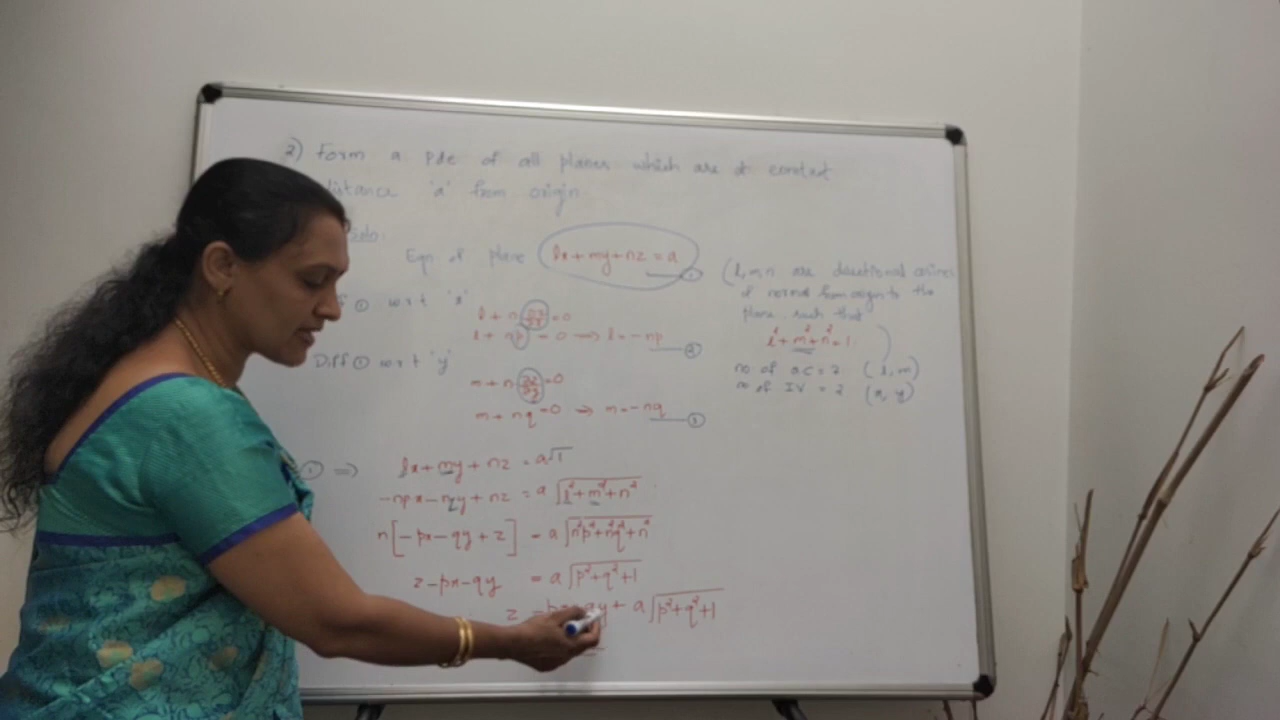 2) Form a pde of all planes which are at constant
distance 'a' from origin
Soln:
Eqn of plane lx+my+nz=a ①
(l,m,n are directional cosines
of normal from origin to the
plane, such that
l²+m²+n²=1)
no of ac=2 (l,m)
no of IV=2 (x,y)
① w r t 'x'
l+n ∂z/∂x=0
l+np=0 ⟹ l=-np ②
Diff ① w r t 'y'
m+n ∂z/∂y=0
m+nq=0 ⟹ m=-nq ③
① ⟹ lx+my+nz = a√1
-npx-nqy+nz = a√l²+m²+n²
n[-px-qy+z] = a√n²p²+n²q²+n²
z-px-qy = a√p²+q²+1
z = px+qy+ a√p²+q²+1